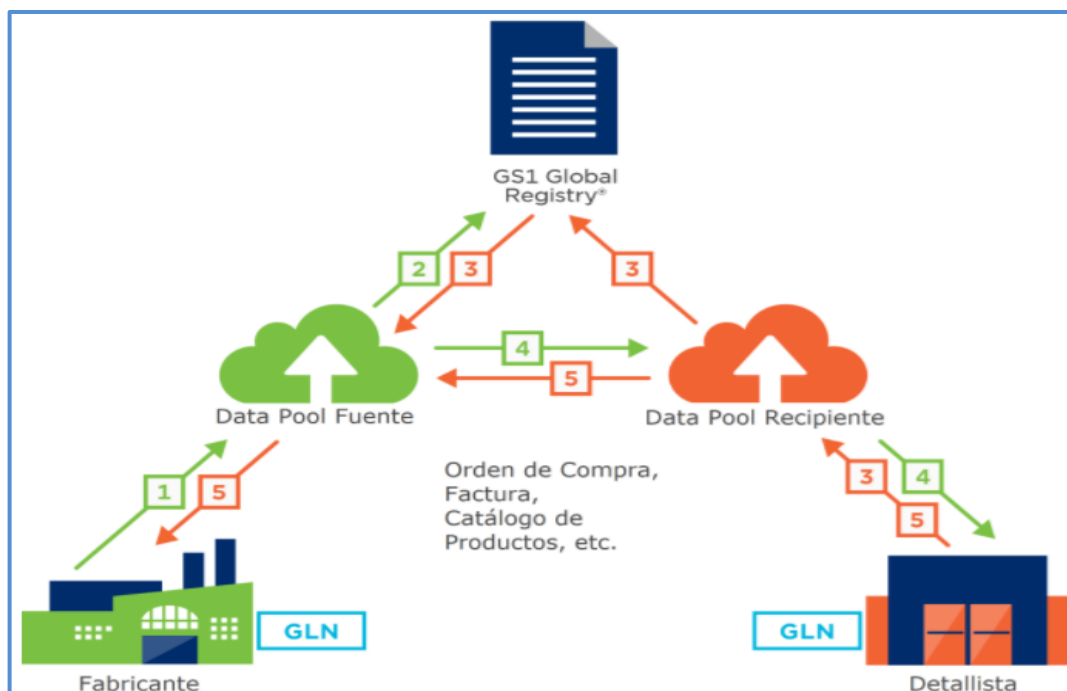 GS1 Global
Registry®
2
3
3
4
5
Data Pool Fuente
Data Pool Recipiente
1
5
Orden de Compra,
Factura,
Catálogo de
Productos, etc.
3
4
5
GLN
GLN
Fabricante
Detallista